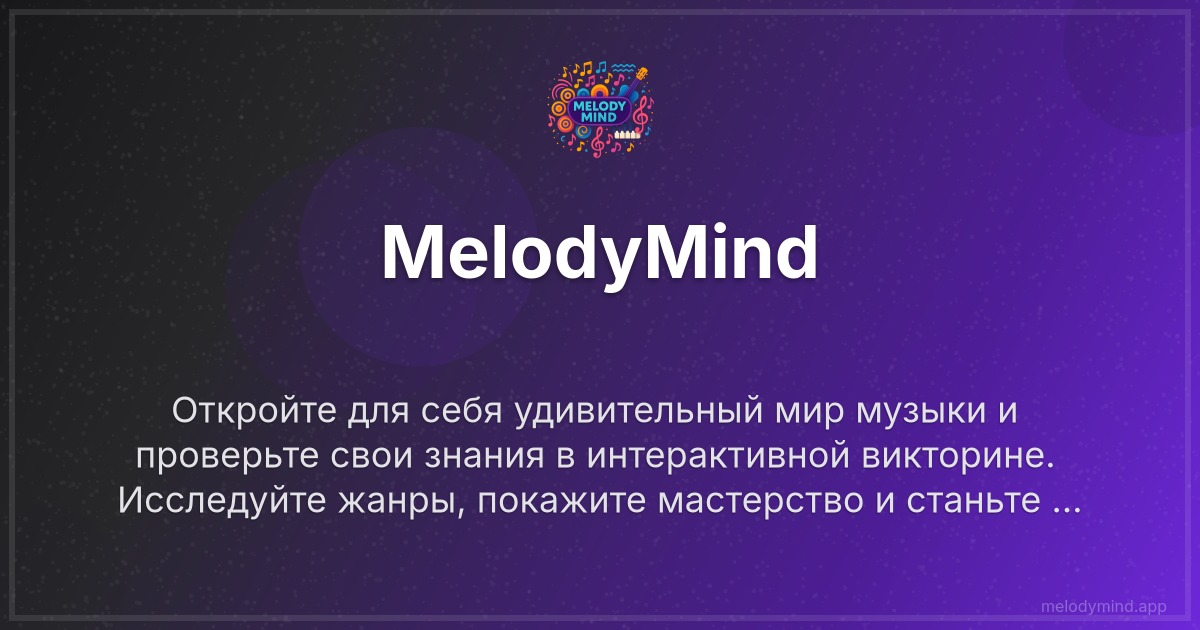 MELODY
MIND
MelodyMind
Откройте для себя удивительный мир музыки и
проверьте свои знания в интерактивной викторине.
Исследуйте жанры, покажите мастерство и станьте ...
melodymind.app